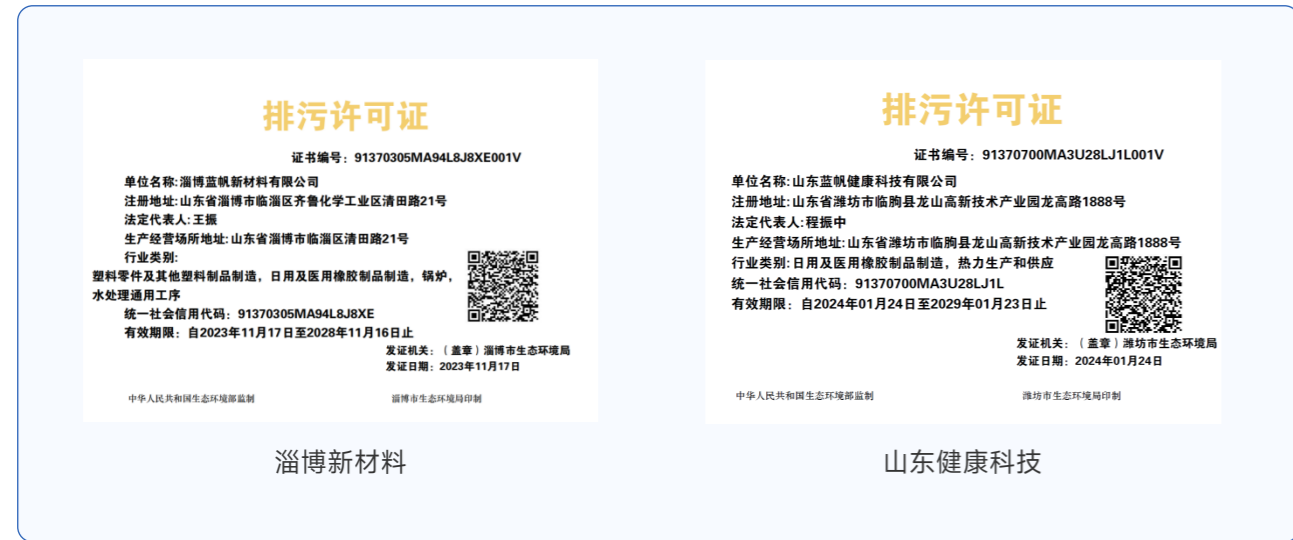 排污许可证
证书编号：91370305MA94L8J8XE001V
单位名称:淄博蓝帆新材料有限公司
注册地址:山东省淄博市临淄区齐鲁化学工业区清田路21号
法定代表人:王振
生产经营场所地址:山东省淄博市临淄区清田路21号
行业类别:
塑料零件及其他塑料制品制造，日用及医用橡胶制品制造，锅炉，
水处理通用工序
统一社会信用代码：91370305MA94L8J8XE
有效期限：自2023年11月17日至2028年11月16日止
发证机关：（盖章）淄博市生态环境局
发证日期：2023年11月17日
中华人民共和国生态环境部监制
淄博市生态环境局印制
淄博新材料
排污许可证
证书编号：91370700MA3U28LJ1L001V
单位名称:山东蓝帆健康科技有限公司
注册地址:山东省潍坊市临朐县龙山高新技术产业园龙高路1888号
法定代表人:程振中
生产经营场所地址:山东省潍坊市临朐县龙山高新技术产业园龙高路1888号
行业类别:日用及医用橡胶制品制造，热力生产和供应
统一社会信用代码：91370700MA3U28LJ1L
有效期限：自2024年01月24日至2029年01月23日止
发证机关：（盖章）潍坊市生态环境局
发证日期：2024年01月24日
中华人民共和国生态环境部监制
潍坊市生态环境局印制
山东健康科技